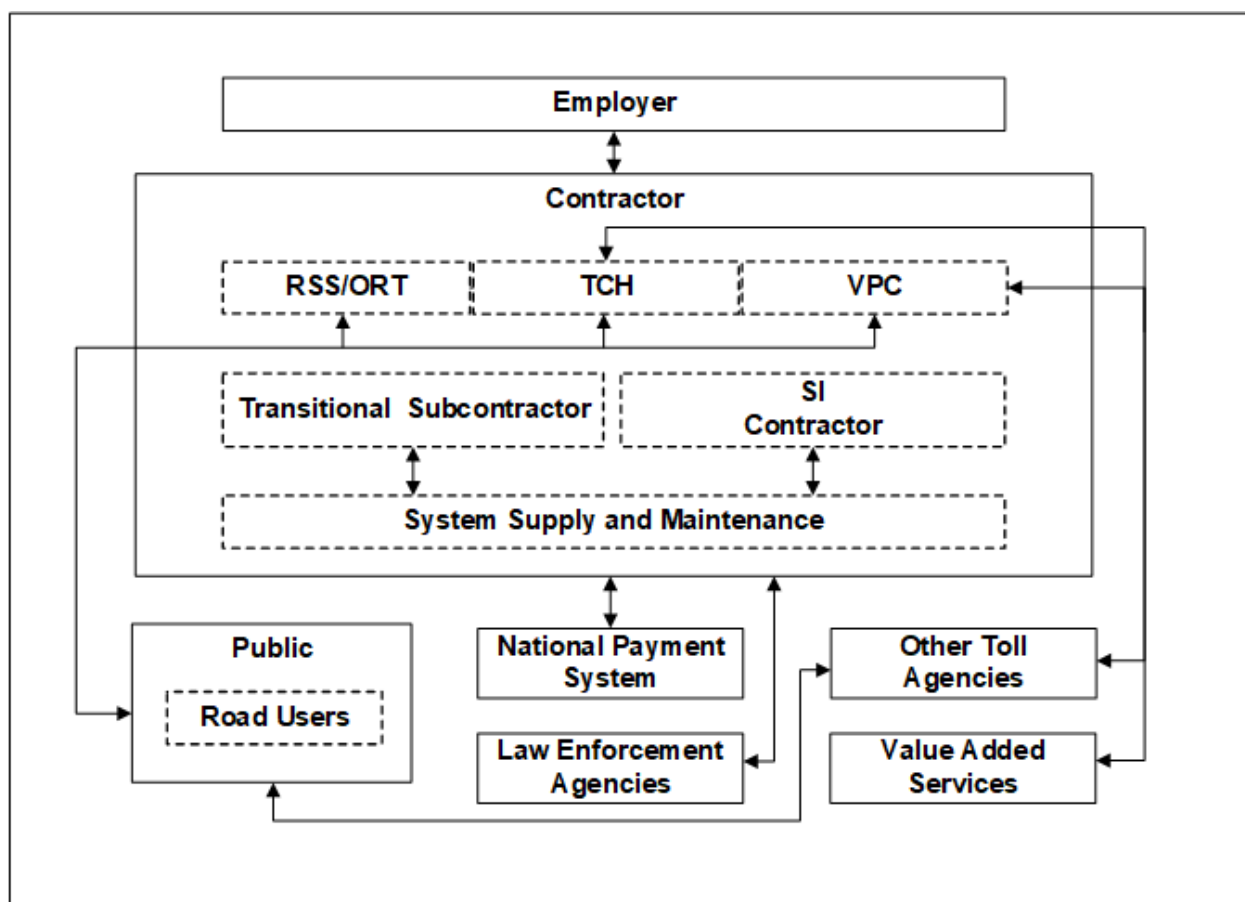 Employer
Contractor
RSS/ORT
TCH
VPC
Transitional Subcontractor
SI
Contractor
System Supply and Maintenance
Public
Road Users
National Payment
System
Other Toll
Agencies
Law Enforcement
Agencies
Value Added
Services